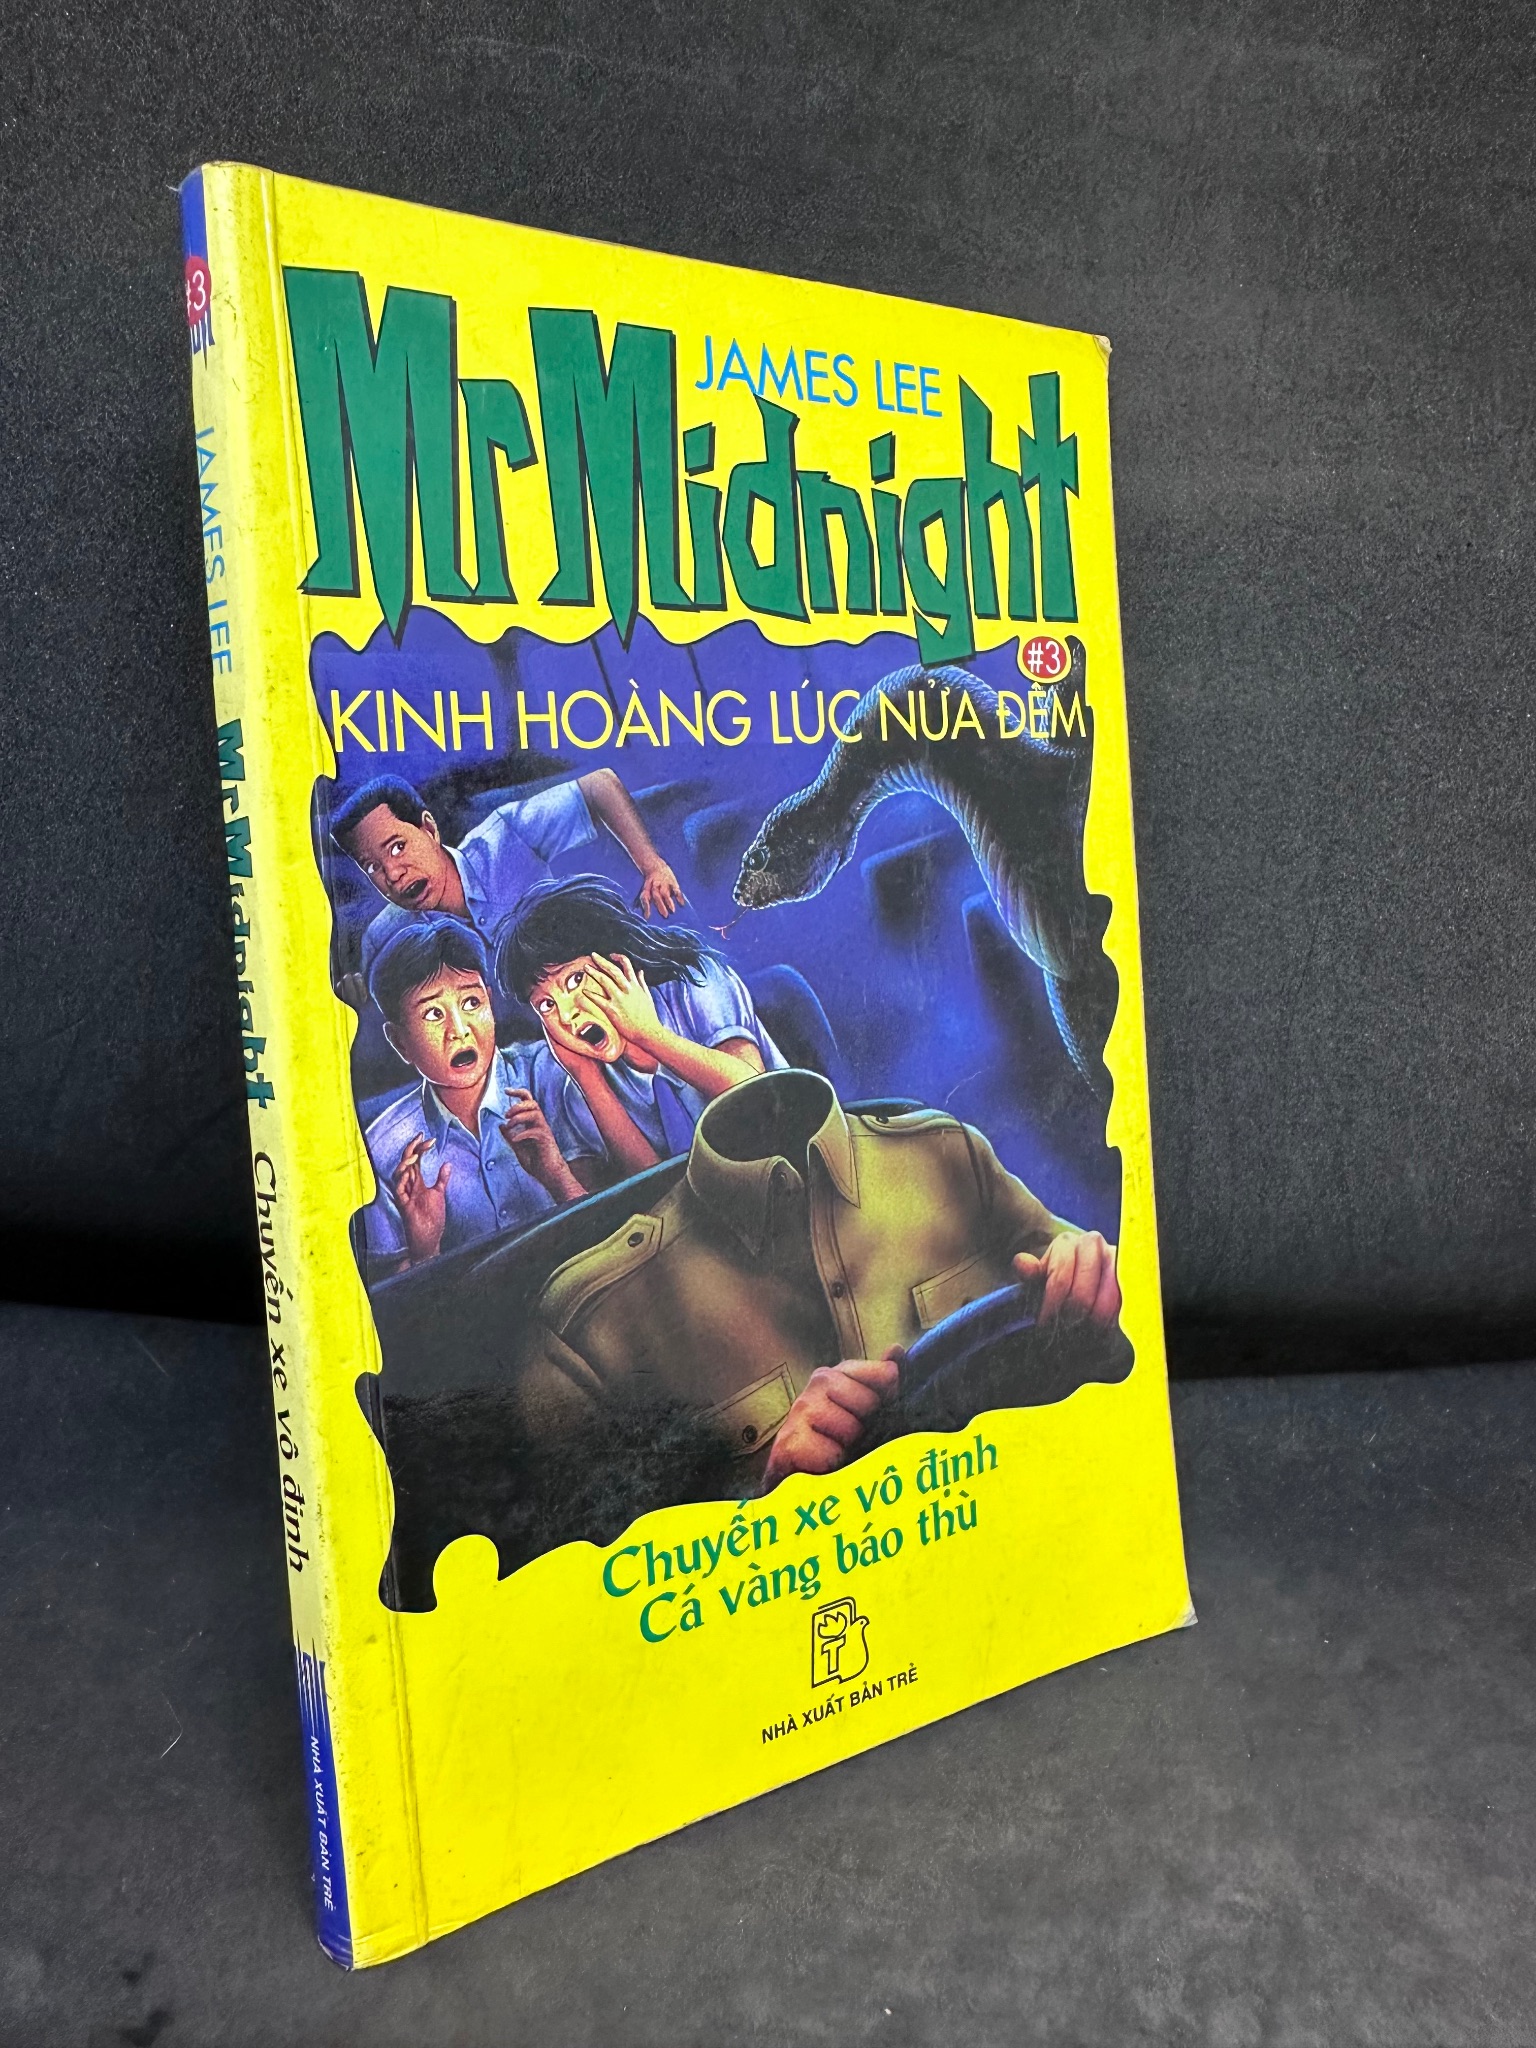 #3
JAMES LEE
Mr Midnight
Chuyến xe vô định
NHÀ XUẤT BẢN TRẺ
JAMES LEE
Mr Midnight
#3
KINH HOÀNG LÚC NỬA ĐÊM
Chuyến xe vô định
Cá vàng báo thù
T
NHÀ XUẤT BẢN TRẺ